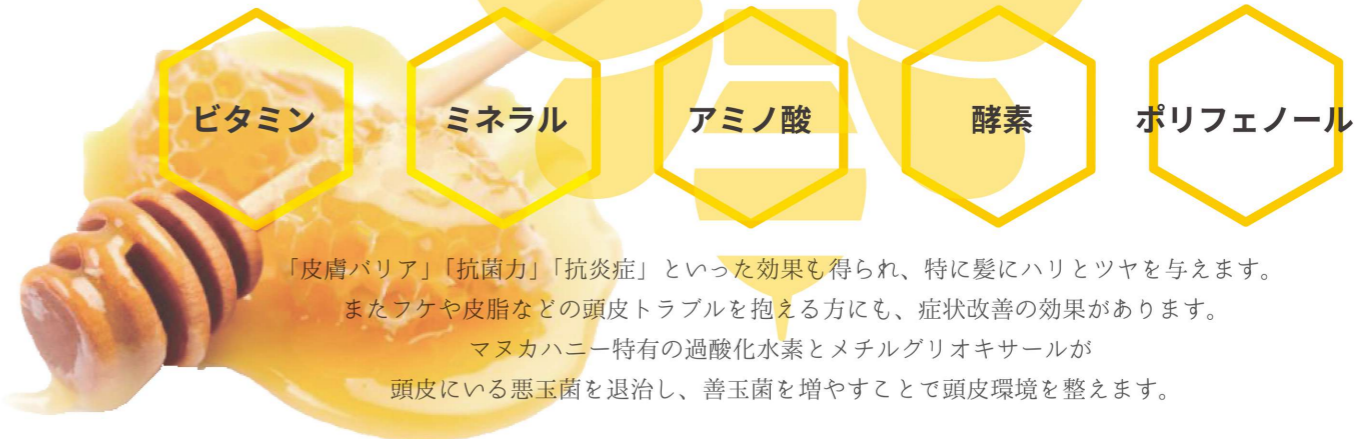 ビタミン
ミネラル
アミノ酸
酵素
ポリフェノール
「皮膚バリア」「抗菌力」「抗炎症」といった効果も得られ、特に髪にハリとツヤを与えます。
またフケや皮脂などの頭皮トラブルを抱える方にも、症状改善の効果があります。
マヌカハニー特有の過酸化水素とメチルグリオキサールが
頭皮にいる悪玉菌を退治し、善玉菌を増やすことで頭皮環境を整えます。